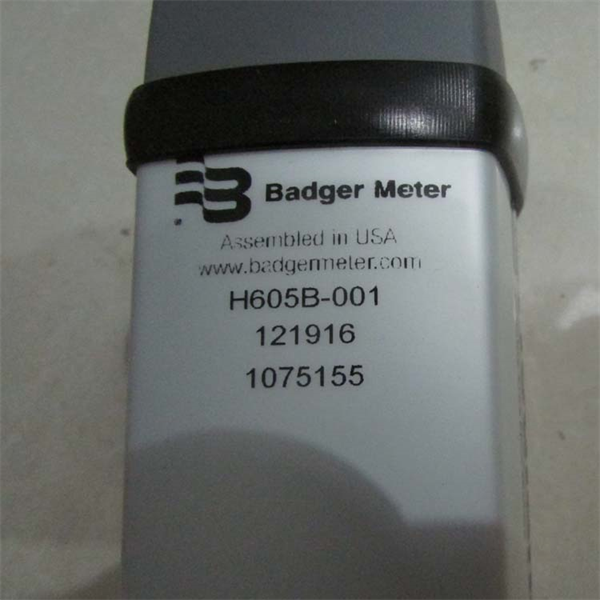 Badger Meter
Assembled in USA
www.badgermeter.com
H605B-001
121916
1075155